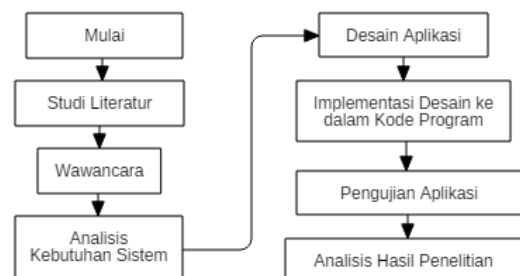 Mulai
Studi Literatur
Wawancara
Analisis
Kebutuhan Sistem
Desain Aplikasi
Implementasi Desain ke
dalam Kode Program
Pengujian Aplikasi
Analisis Hasil Penelitian